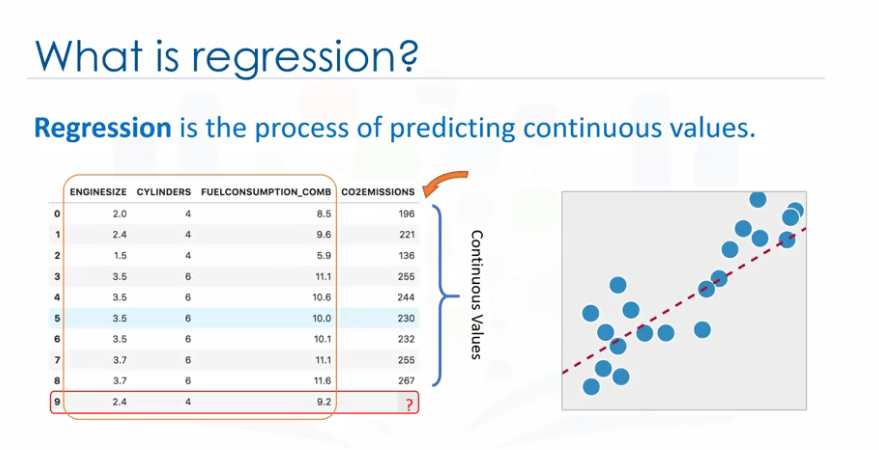 What is regression?
Regression is the process of predicting continuous values.
ENGINESIZE CYLINDERS FUELCONSUMPTION_COMB CO2EMISSIONS
0 2.0 4 8.5 196
1 2.4 4 9.6 221
2 1.5 4 5.9 136
3 3.5 6 11.1 255
4 3.5 6 10.6 244
5 3.5 6 10.0 230
6 3.5 6 10.1 232
7 3.7 6 11.1 255
8 3.7 6 11.6 267
9 2.4 4 9.2 ?
Continuous Values